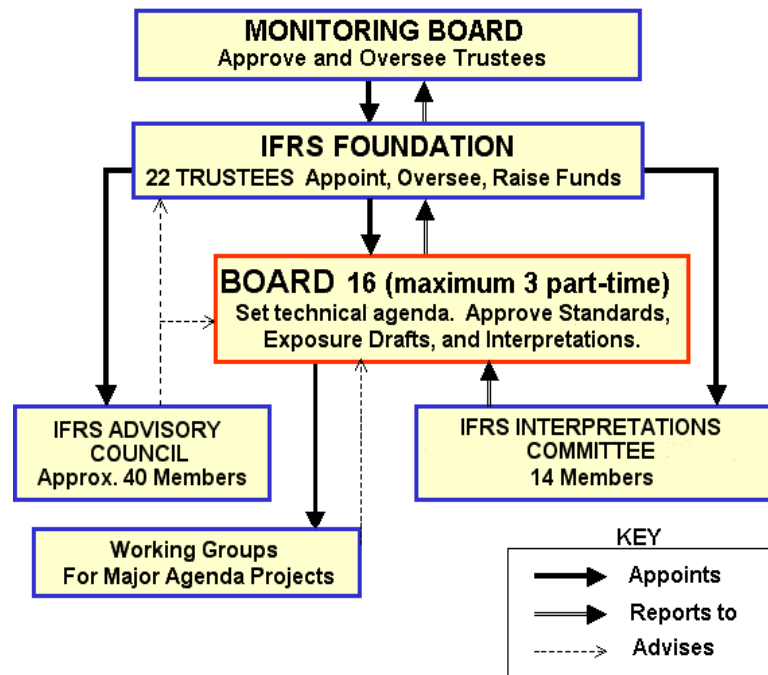 MONITORING BOARD
Approve and Oversee Trustees
IFRS FOUNDATION
22 TRUSTEES Appoint, Oversee, Raise Funds
BOARD 16 (maximum 3 part-time)
Set technical agenda. Approve Standards,
Exposure Drafts, and Interpretations.
IFRS ADVISORY
COUNCIL
Approx. 40 Members
IFRS INTERPRETATIONS
COMMITTEE
14 Members
Working Groups
For Major Agenda Projects
KEY
Appoints
Reports to
Advises